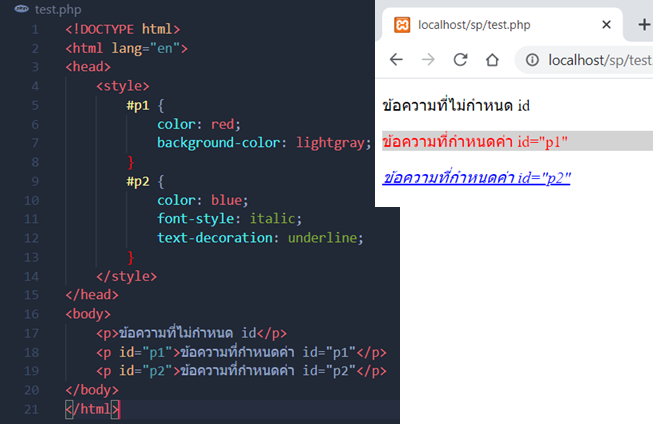 test.php
1 <!DOCTYPE html>
2 <html lang="en">
3 <head>
4 <style>
5 #p1 {
6 color: red;
7 background-color: lightgray;
8 }
9 #p2 {
10 color: blue;
11 font-style: italic;
12 text-decoration: underline;
13 }
14 </style>
15 </head>
16 <body>
17 <p>ข้อความที่ไม่กำหนด id</p>
18 <p id="p1">ข้อความที่กำหนดค่า id="p1"</p>
19 <p id="p2">ข้อความที่กำหนดค่า id="p2"</p>
20 </body>
21 </html>
localhost/sp/test.php
localhost/sp/test
ข้อความที่ไม่กำหนด id
ข้อความที่กำหนดค่า id="p1"
ข้อความที่กำหนดค่า id="p2"